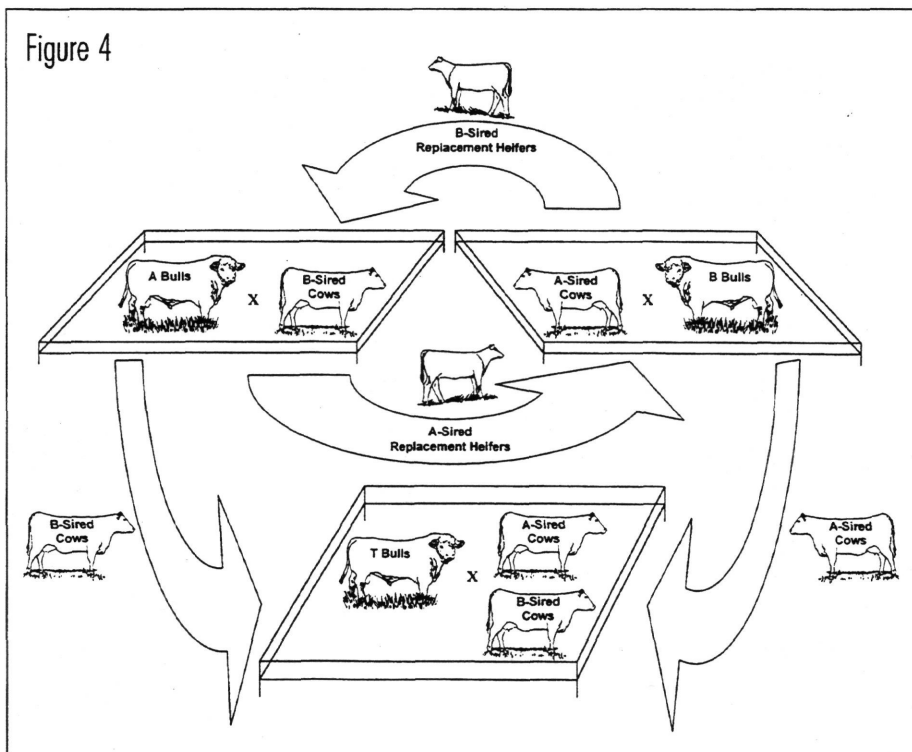 Figure 4
B-Sired
Replacement Heifers
A Bulls
X
B-Sired
Cows
A-Sired
Cows
X
B Bulls
A-Sired
Replacement Heifers
B-Sired
Cows
T Bulls
X
A-Sired
Cows
B-Sired
Cows
A-Sired
Cows